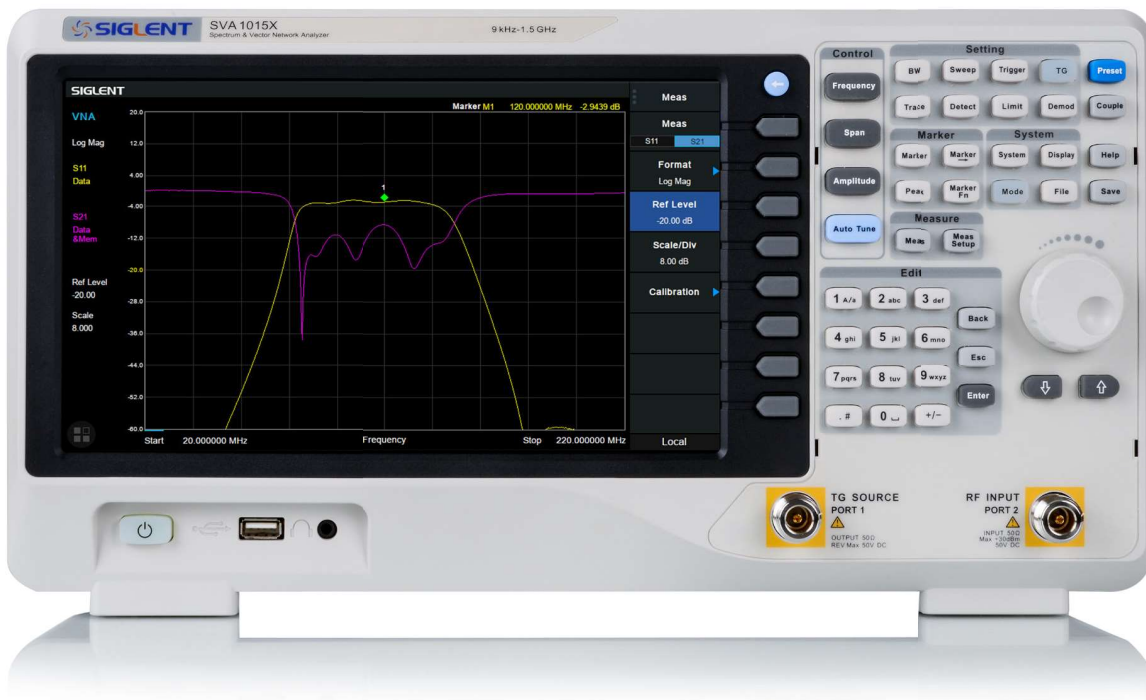 SIGLENT
SVA 1015X
Spectrum & Vector Network Analyzer
9 kHz-1.5 GHz
SIGLENT
VNA
Log Mag
S11
Data
S21
Data
&Mem
Ref Level
-20.00
Scale
8.000
Marker M1 120.000000 MHz -2.9439 dB
20.0
12.0
4.00
-4.00
-12.0
-20.0
-28.0
-36.0
-44.0
-52.0
-60.0
1
Start 20.000000 MHz Frequency Stop 220.000000 MHz
Meas
Meas
S11 S21
Format
Log Mag
Ref Level
-20.00 dB
Scale/Div
8.00 dB
Calibration
Local
Control
Frequency
Span
Amplitude
Auto Tune
Setting
BW Sweep Trigger TG Preset
Trace Detect Limit Demod Couple
Marker System
Marker Marker System Display Help
Peak Marker Fn Mode File Save
Measure
Meas Meas Setup
Edit
1 A/a 2 abc 3 def
Back
4 ghi 5 jkl 6 mno
Esc
7 pqrs 8 tuv 9 wxyz
Enter
. # 0 +/−
TG SOURCE
PORT 1
OUTPUT 50Ω
REV Max 50V DC
RF INPUT
PORT 2
INPUT 50Ω
Max +30dBm
50V DC